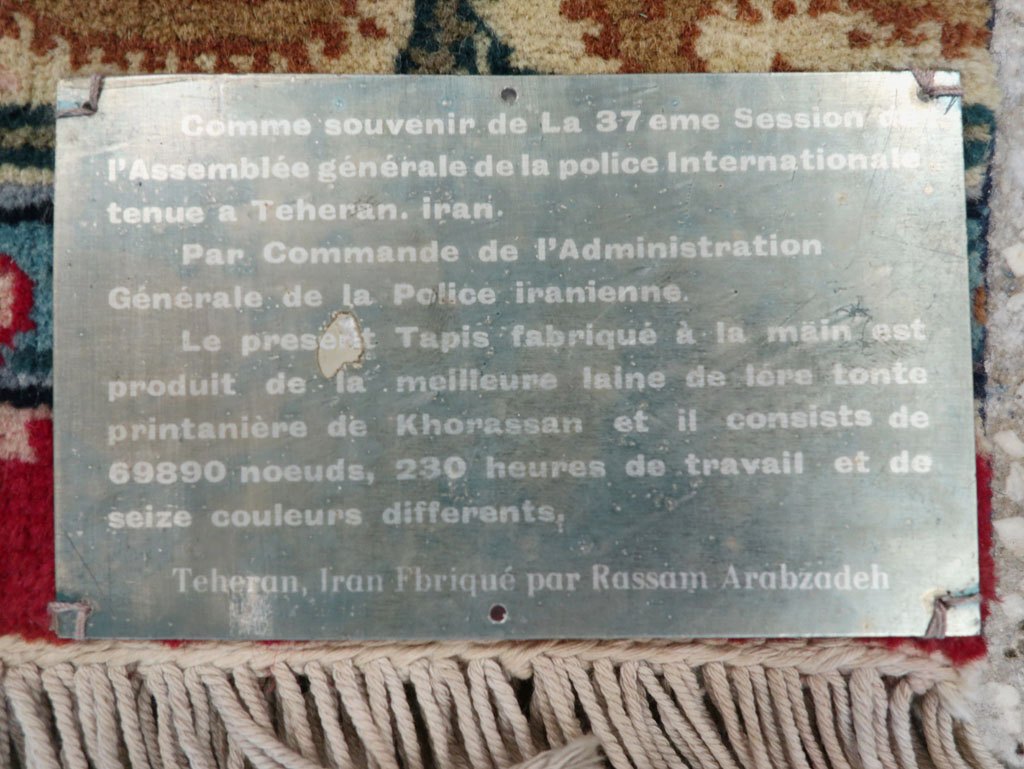 Comme souvenir de La 37 eme Session
l'Assemblée générale de la police Internationale
tenue a Teheran. iran.
Par Commande de l'Administration
Générale de la Police iranienne.
Le present Tapis fabriqué à la main est
produit de la meilleure laine de lére tonte
printanière de Khorassan et il consists de
69890 noeuds, 230 heures de travail et de
seize couleurs differents,
Teheran, Iran Fbriqué par Rassam Arabzadeh